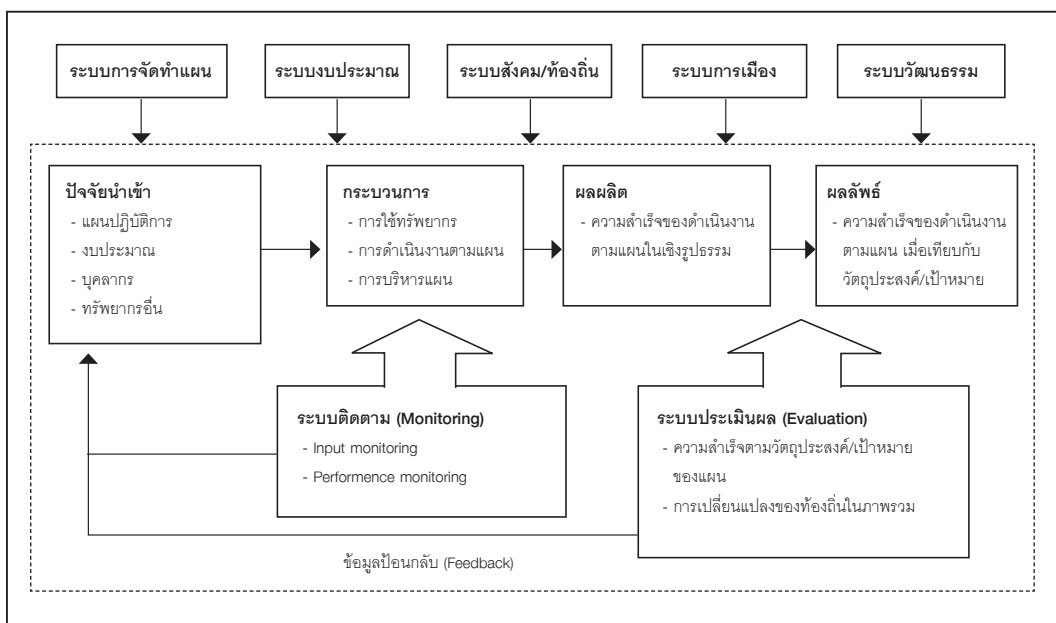 ระบบการจัดทำแผน
ระบบงบประมาณ
ระบบสังคม/ท้องถิ่น
ระบบการเมือง
ระบบวัฒนธรรม
ปัจจัยนำเข้า
- แผนปฏิบัติการ
- งบประมาณ
- บุคลากร
- ทรัพยากรอื่น
กระบวนการ
- การใช้ทรัพยากร
- การดำเนินงานตามแผน
- การบริหารแผน
ผลผลิต
- ความสำเร็จของดำเนินงาน
ตามแผนในเชิงรูปธรรม
ผลลัพธ์
- ความสำเร็จของดำเนินงาน
ตามแผน เมื่อเทียบกับ
วัตถุประสงค์/เป้าหมาย
ระบบติดตาม (Monitoring)
- Input monitoring
- Performence monitoring
ระบบประเมินผล (Evaluation)
- ความสำเร็จตามวัตถุประสงค์/เป้าหมาย
ของแผน
- การเปลี่ยนแปลงของท้องถิ่นในภาพรวม
ข้อมูลป้อนกลับ (Feedback)